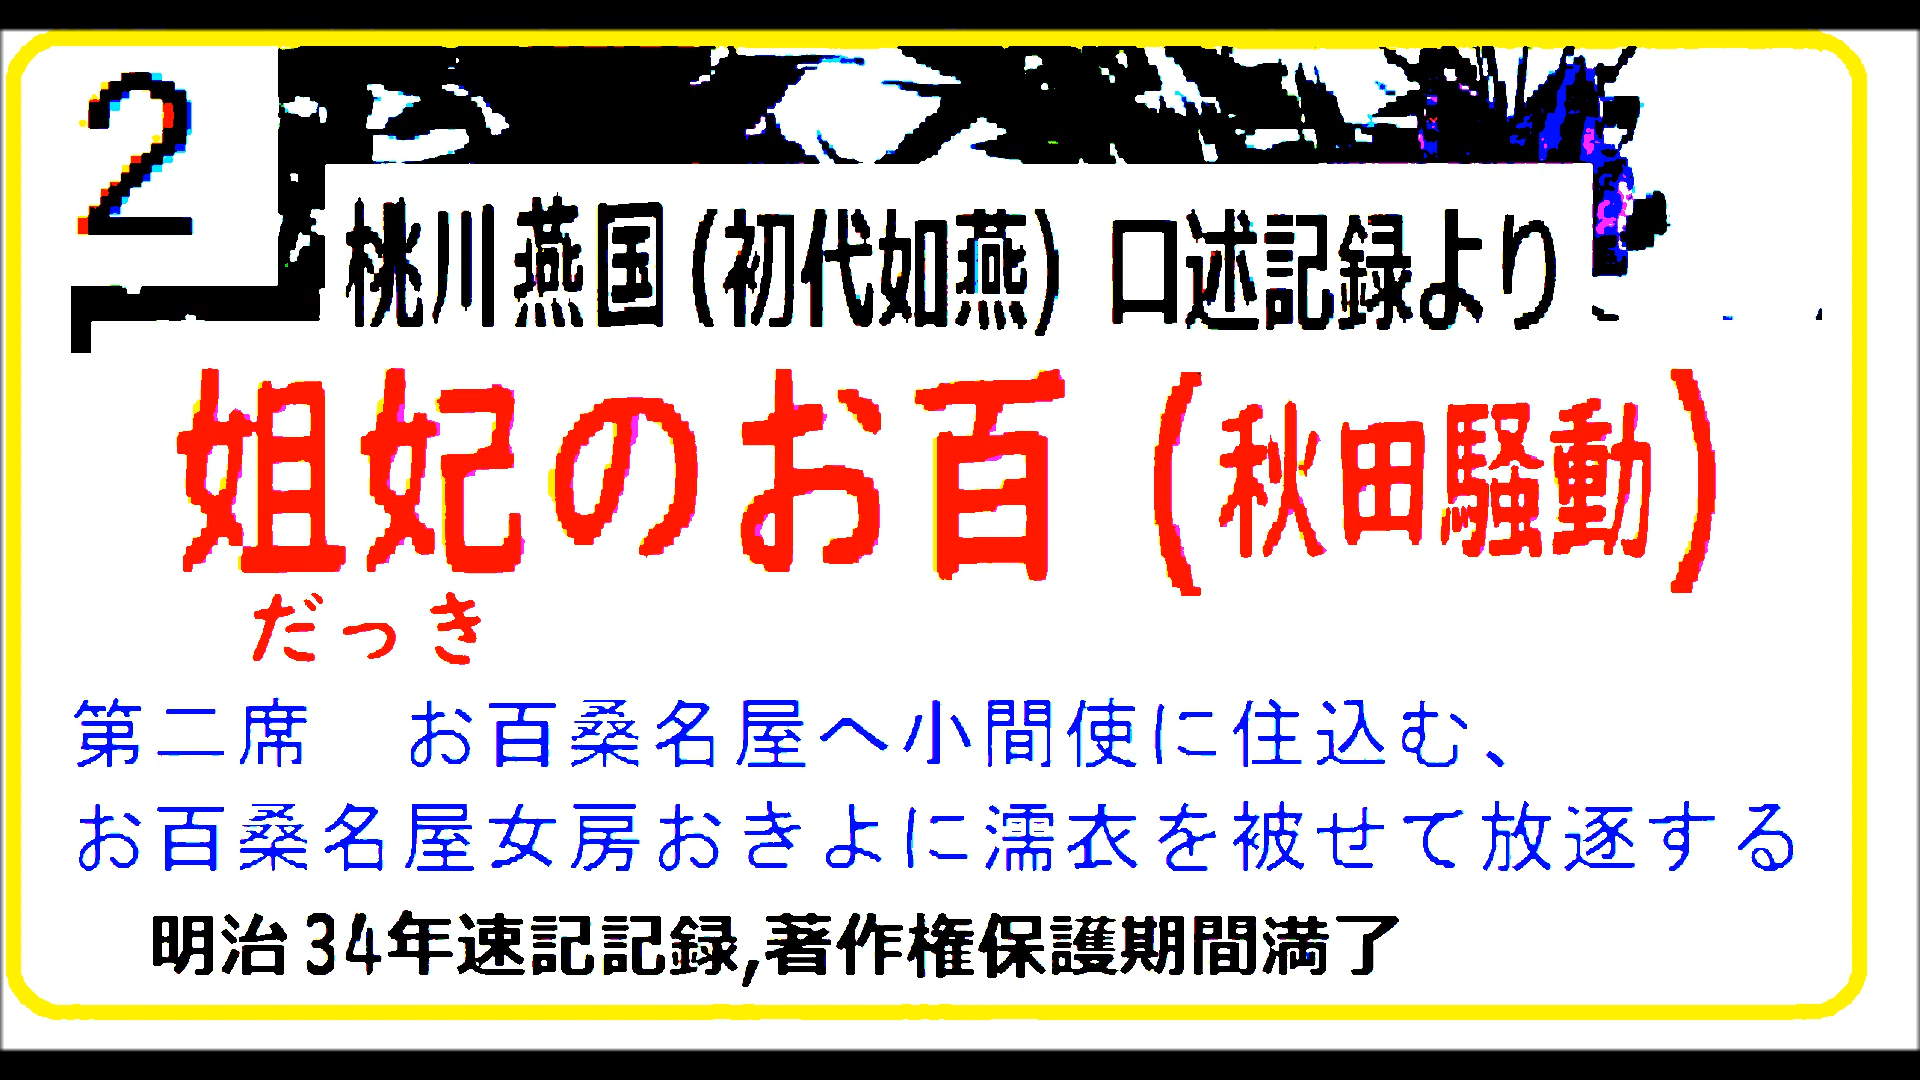 2
桃川燕国(初代如燕) 口述記録より
妲妃のお百(秋田騒動)
だっき
第二席　お百桑名屋へ小間使に住込む、
お百桑名屋女房おきよに濡衣を被せて放逐する
明治34年速記記録,著作権保護期間満了